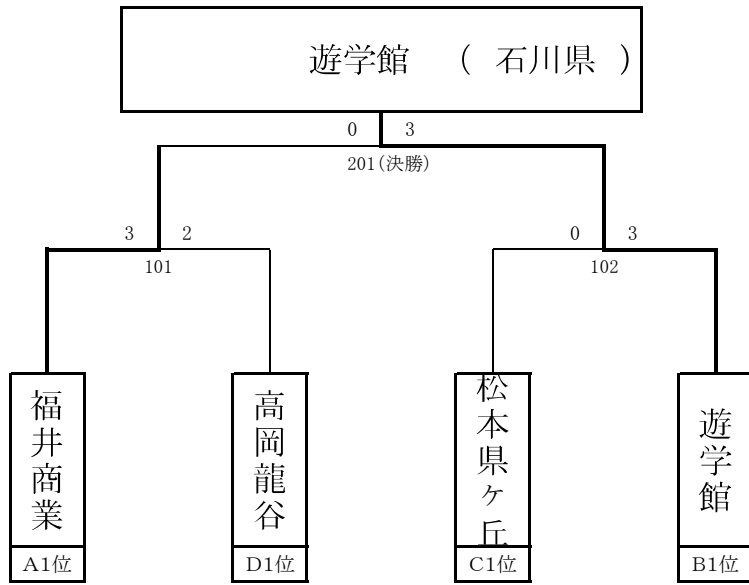 遊学館 ( 石川県 )
0 3
201(決勝)
3 2
101
0 3
102
福井商業
A1位
高岡龍谷
D1位
松本県ヶ丘
C1位
遊学館
B1位